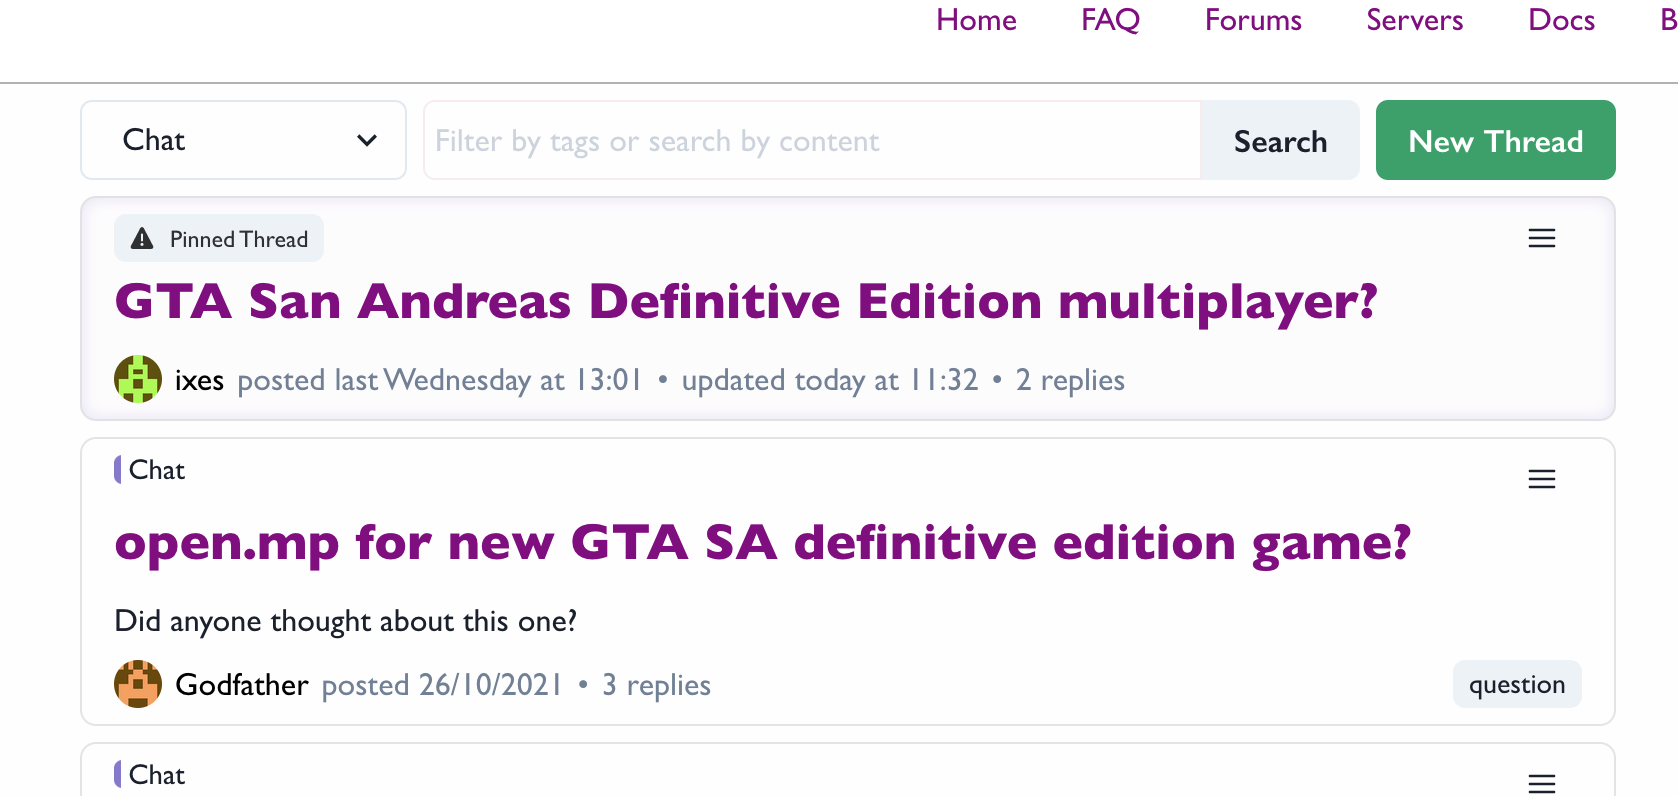 Home FAQ Forums Servers Docs B
Chat Filter by tags or search by content Search New Thread
Pinned Thread
GTA San Andreas Definitive Edition multiplayer?
ixes posted last Wednesday at 13:01 • updated today at 11:32 • 2 replies
Chat
open.mp for new GTA SA definitive edition game?
Did anyone thought about this one?
Godfather posted 26/10/2021 • 3 replies question
Chat